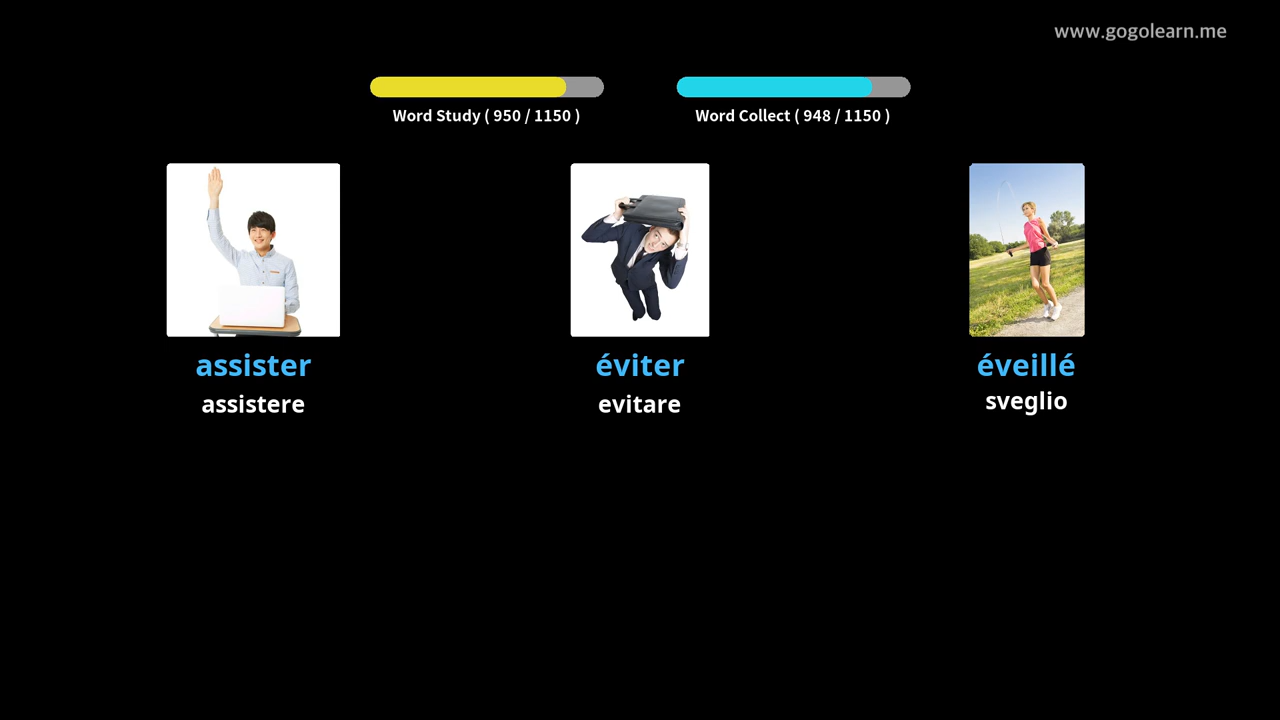 www.gogolearn.me
Word Study ( 950 / 1150 )
Word Collect ( 948 / 1150 )
assister
assistere
éviter
evitare
éveillé
sveglio